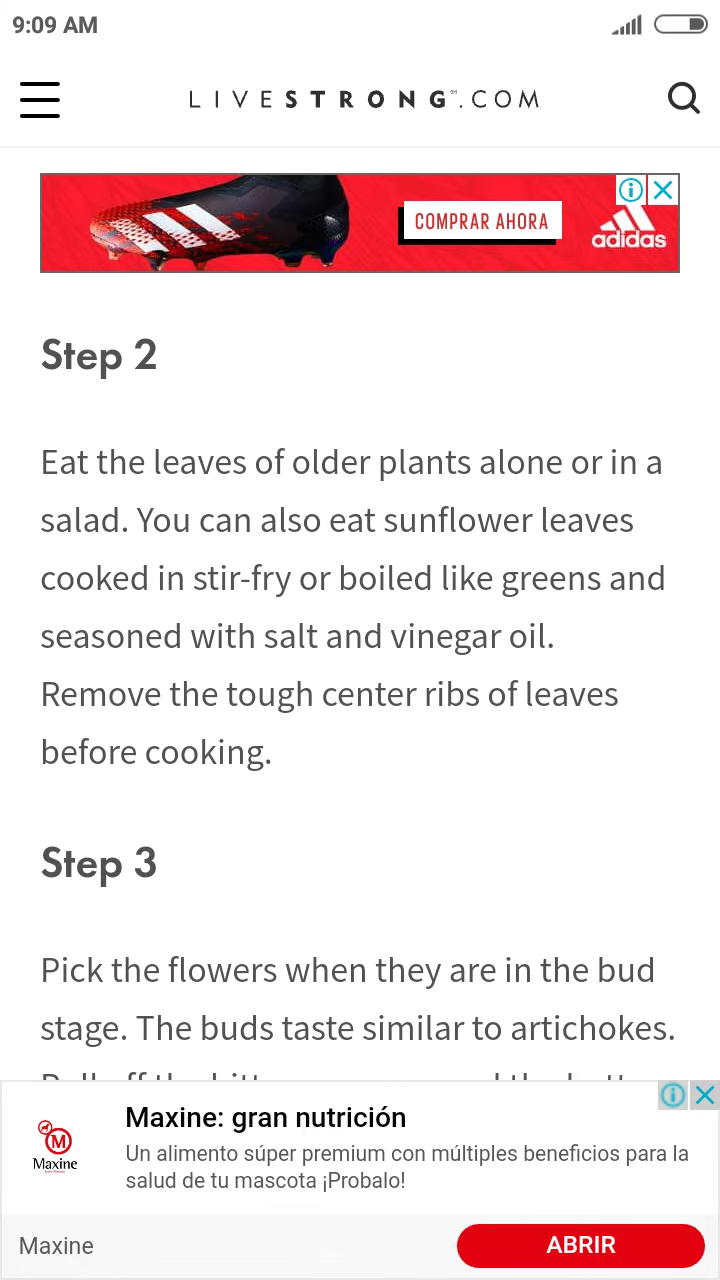 9:09 AM
LIVESTRONG™.COM
COMPRAR AHORA
adidas
Step 2
Eat the leaves of older plants alone or in a
salad. You can also eat sunflower leaves
cooked in stir-fry or boiled like greens and
seasoned with salt and vinegar oil.
Remove the tough center ribs of leaves
before cooking.
Step 3
Pick the flowers when they are in the bud
stage. The buds taste similar to artichokes.
Maxine: gran nutrición
M
Maxine
Un alimento súper premium con múltiples beneficios para la
salud de tu mascota ¡Probalo!
Maxine
ABRIR